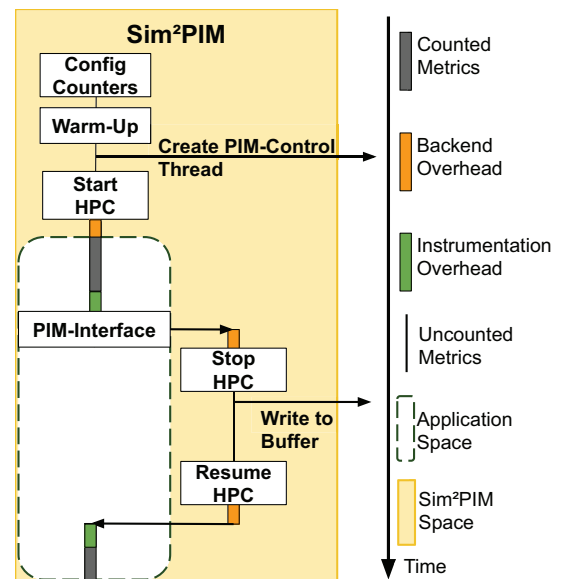 Sim²PIM
Config
Counters
Warm-Up
Create PIM-Control
Thread
Start
HPC
PIM-Interface
Stop
HPC
Write to
Buffer
Resume
HPC
Counted
Metrics
Backend
Overhead
Instrumentation
Overhead
Uncounted
Metrics
Application
Space
Sim²PIM
Space
Time